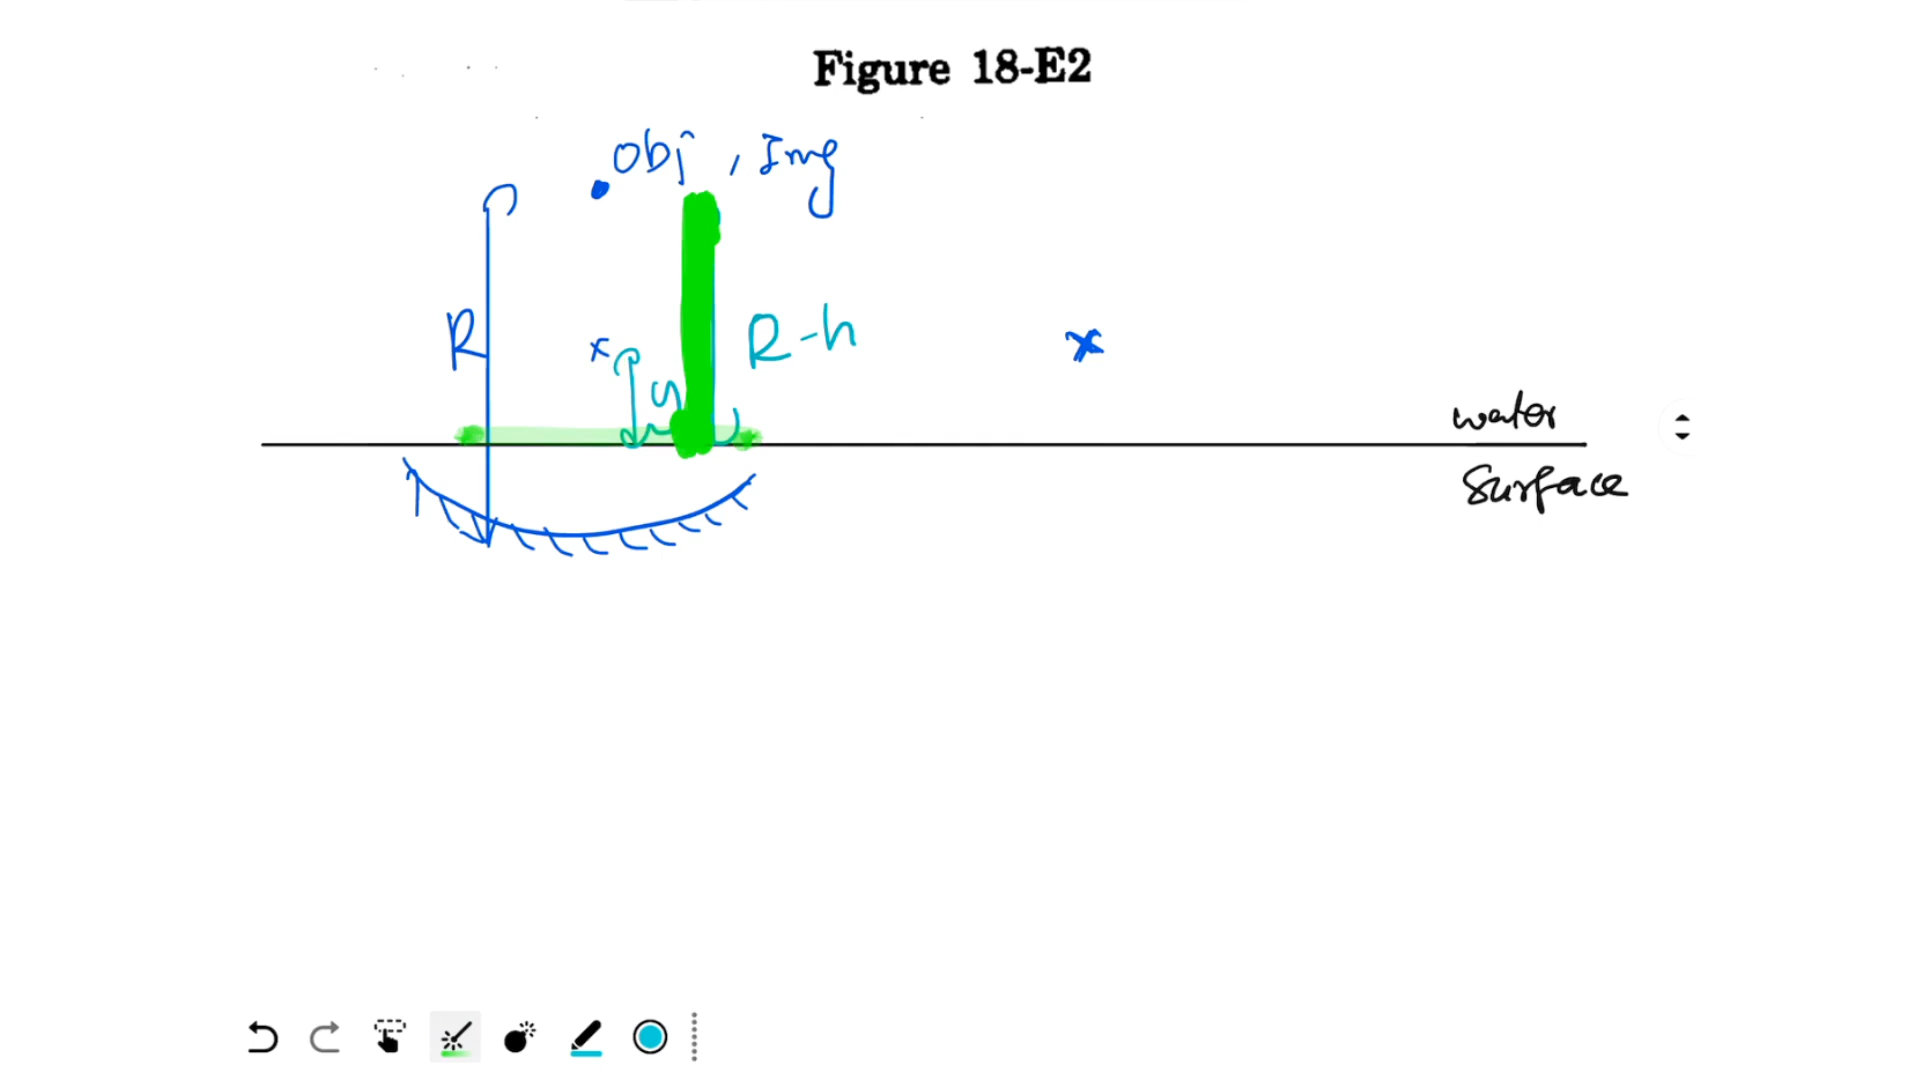 Figure 18-E2
Obj , Img
R
x
y
R-h
x
water
Surface